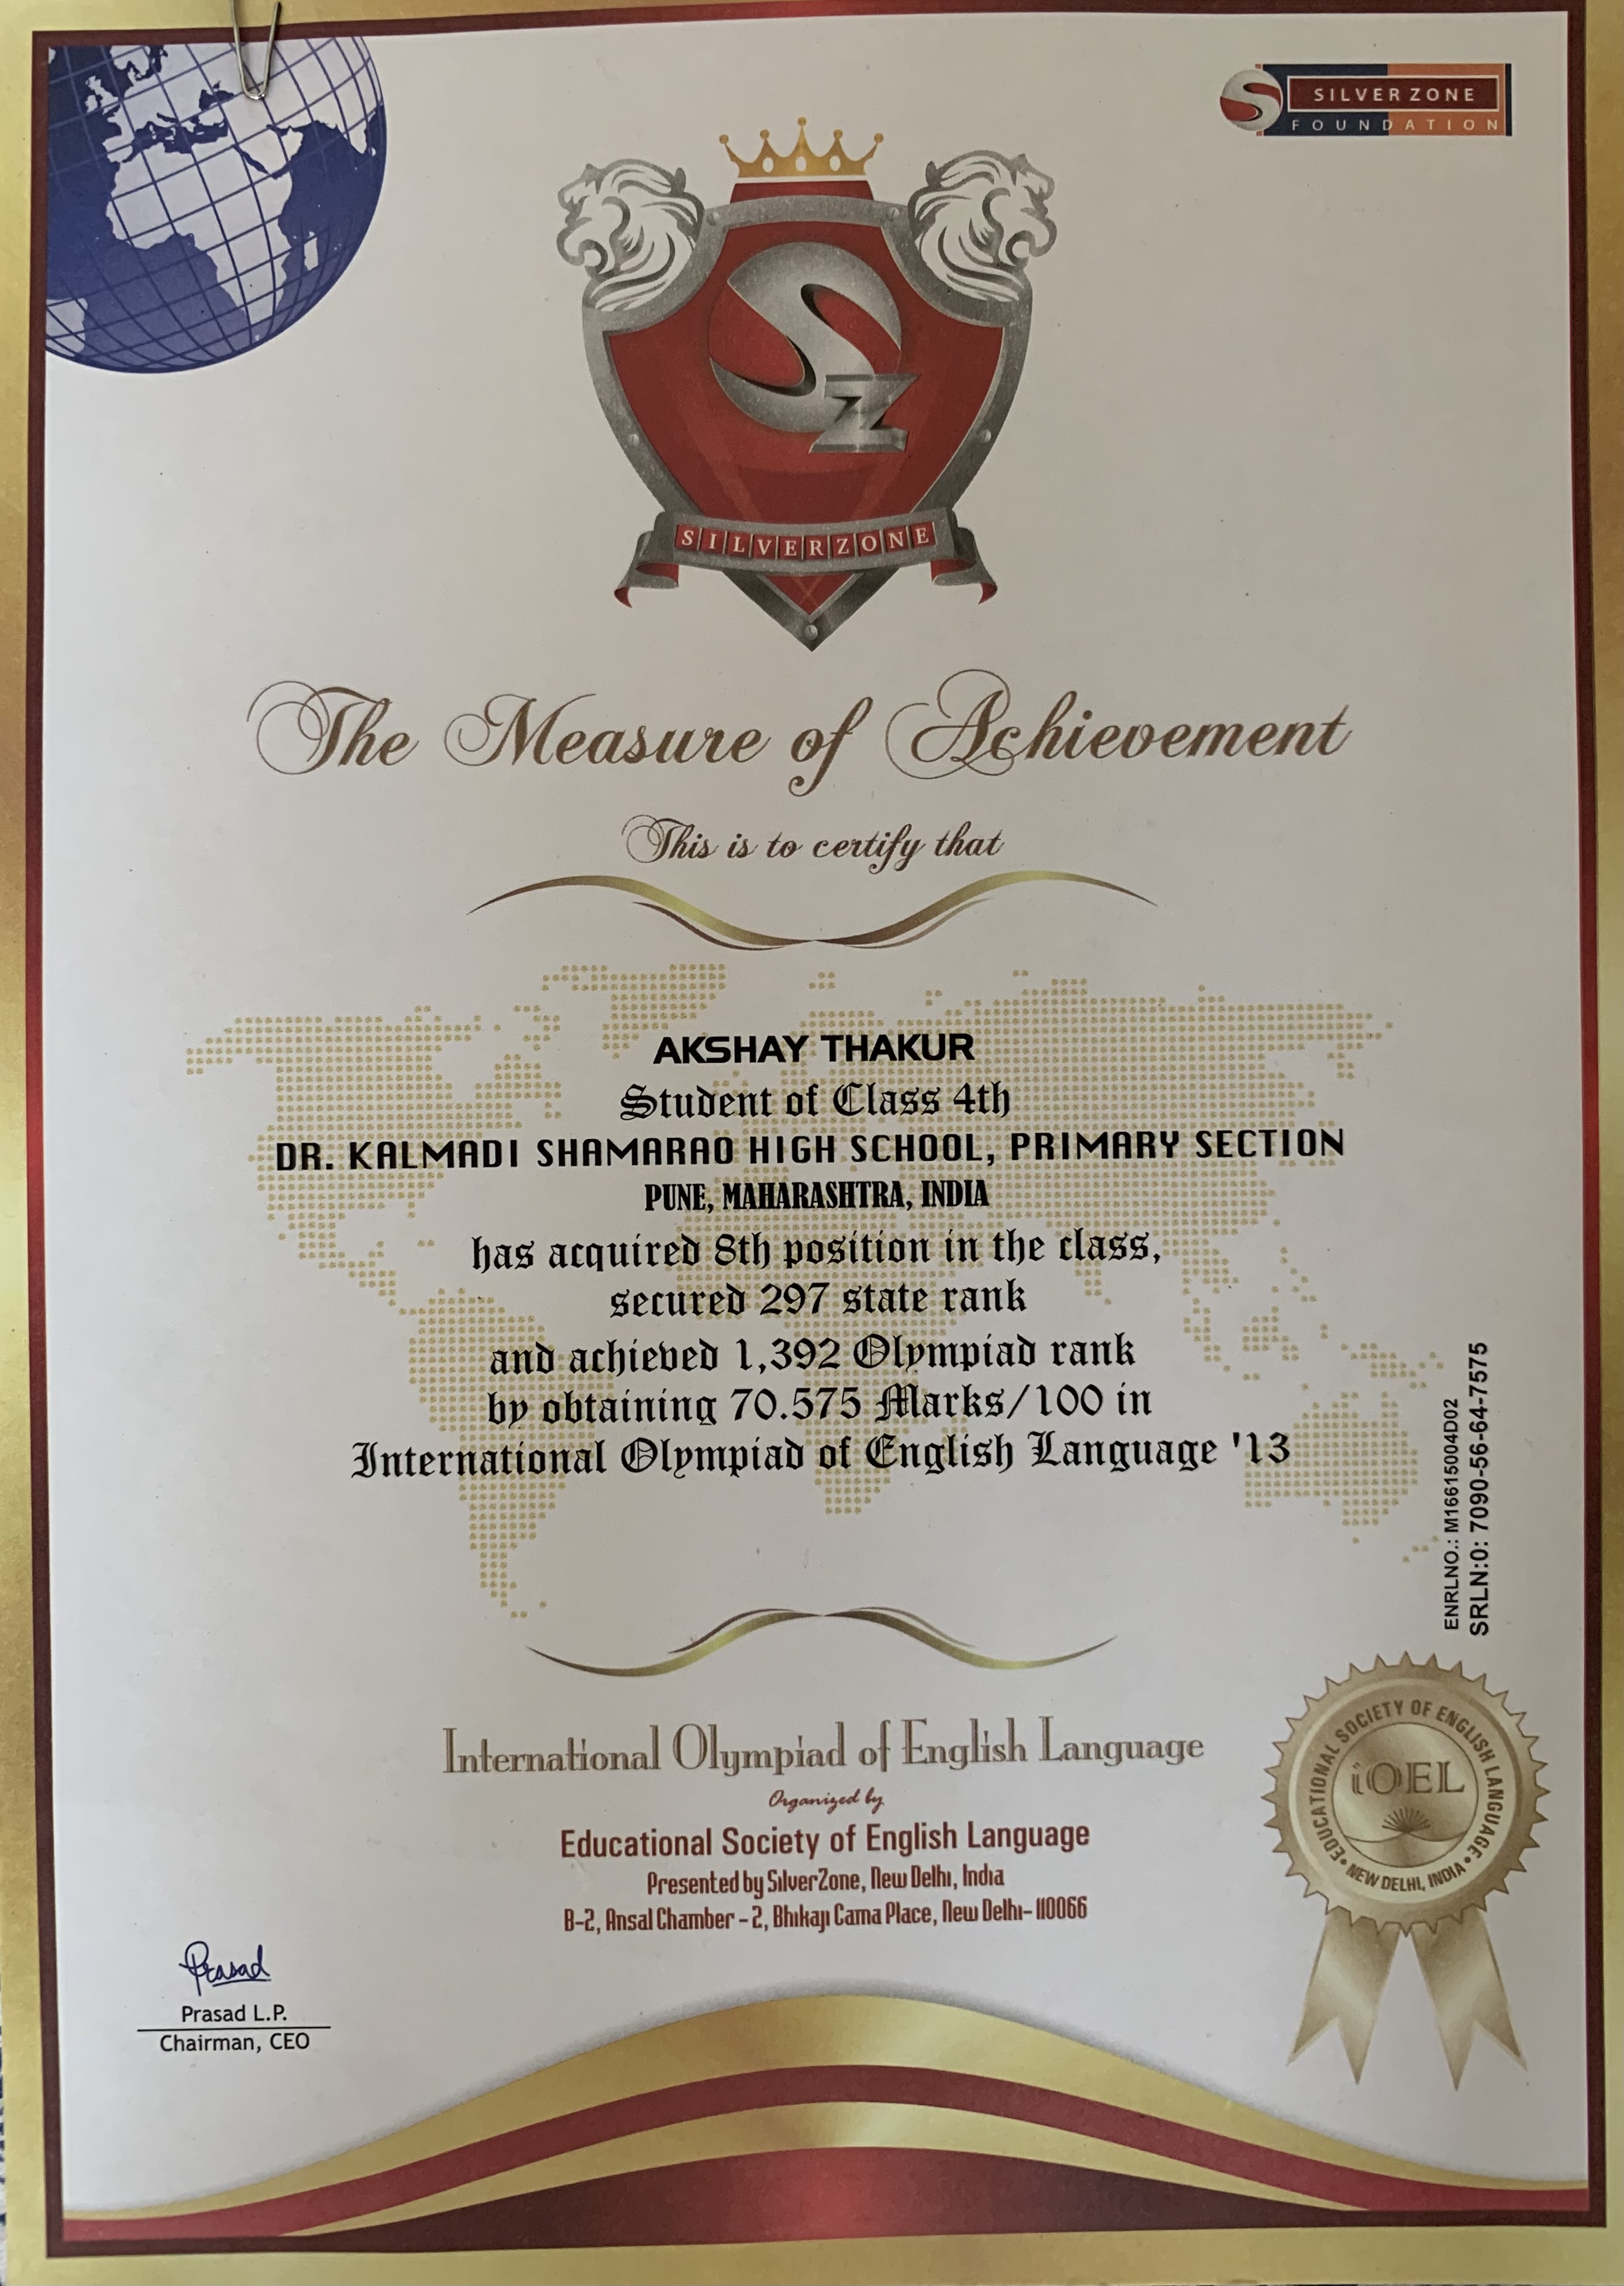 SILVER ZONE
FOUNDATION
SZ
SILVERZONE
The Measure of Achievement
This is to certify that
AKSHAY THAKUR
Student of Class 4th
DR. KALMADI SHAMARAO HIGH SCHOOL, PRIMARY SECTION
PUNE, MAHARASHTRA, INDIA
has acquired 8th position in the class,
secured 297 state rank
and achieved 1,392 Olympiad rank
by obtaining 70.575 Marks/100 in
International Olympiad of English Language '13
ENRLNO.: M16615004D02
SRLN:0: 7090-56-64-7575
International Olympiad of English Language
Organized by
Educational Society of English Language
Presented by SilverZone, New Delhi, India
B-2, Ansal Chamber - 2, Bhikaji Cama Place, New Delhi- 110066
EDUCATIONAL SOCIETY OF ENGLISH LANGUAGE
iOEL
• NEW DELHI, INDIA •
Prasad
Prasad L.P.
Chairman, CEO